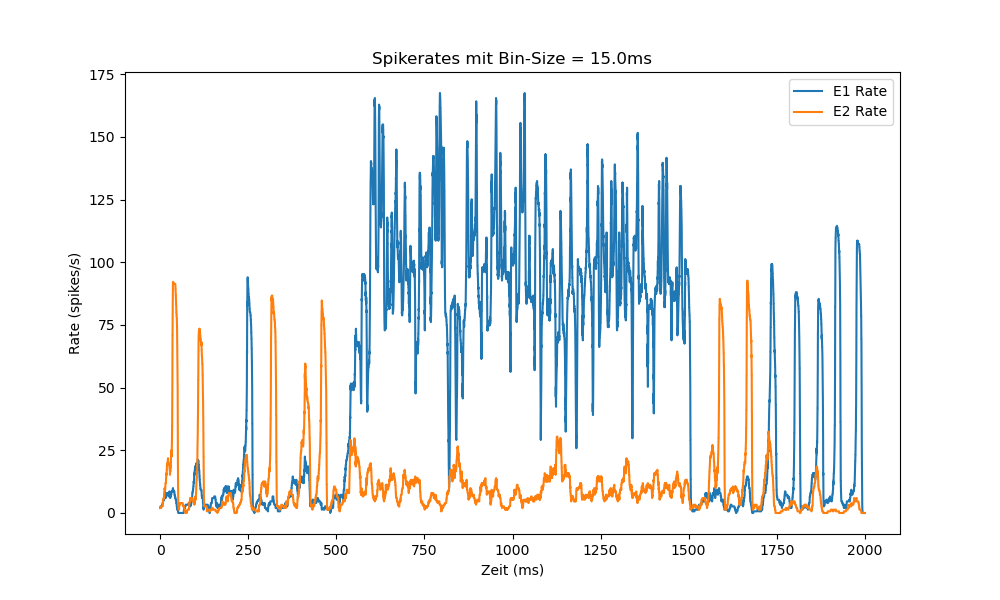 Spikerates mit Bin-Size = 15.0ms
E1 Rate
E2 Rate
Rate (spikes/s)
175
150
125
100
75
50
25
0
0 250 500 750 1000 1250 1500 1750 2000
Zeit (ms)